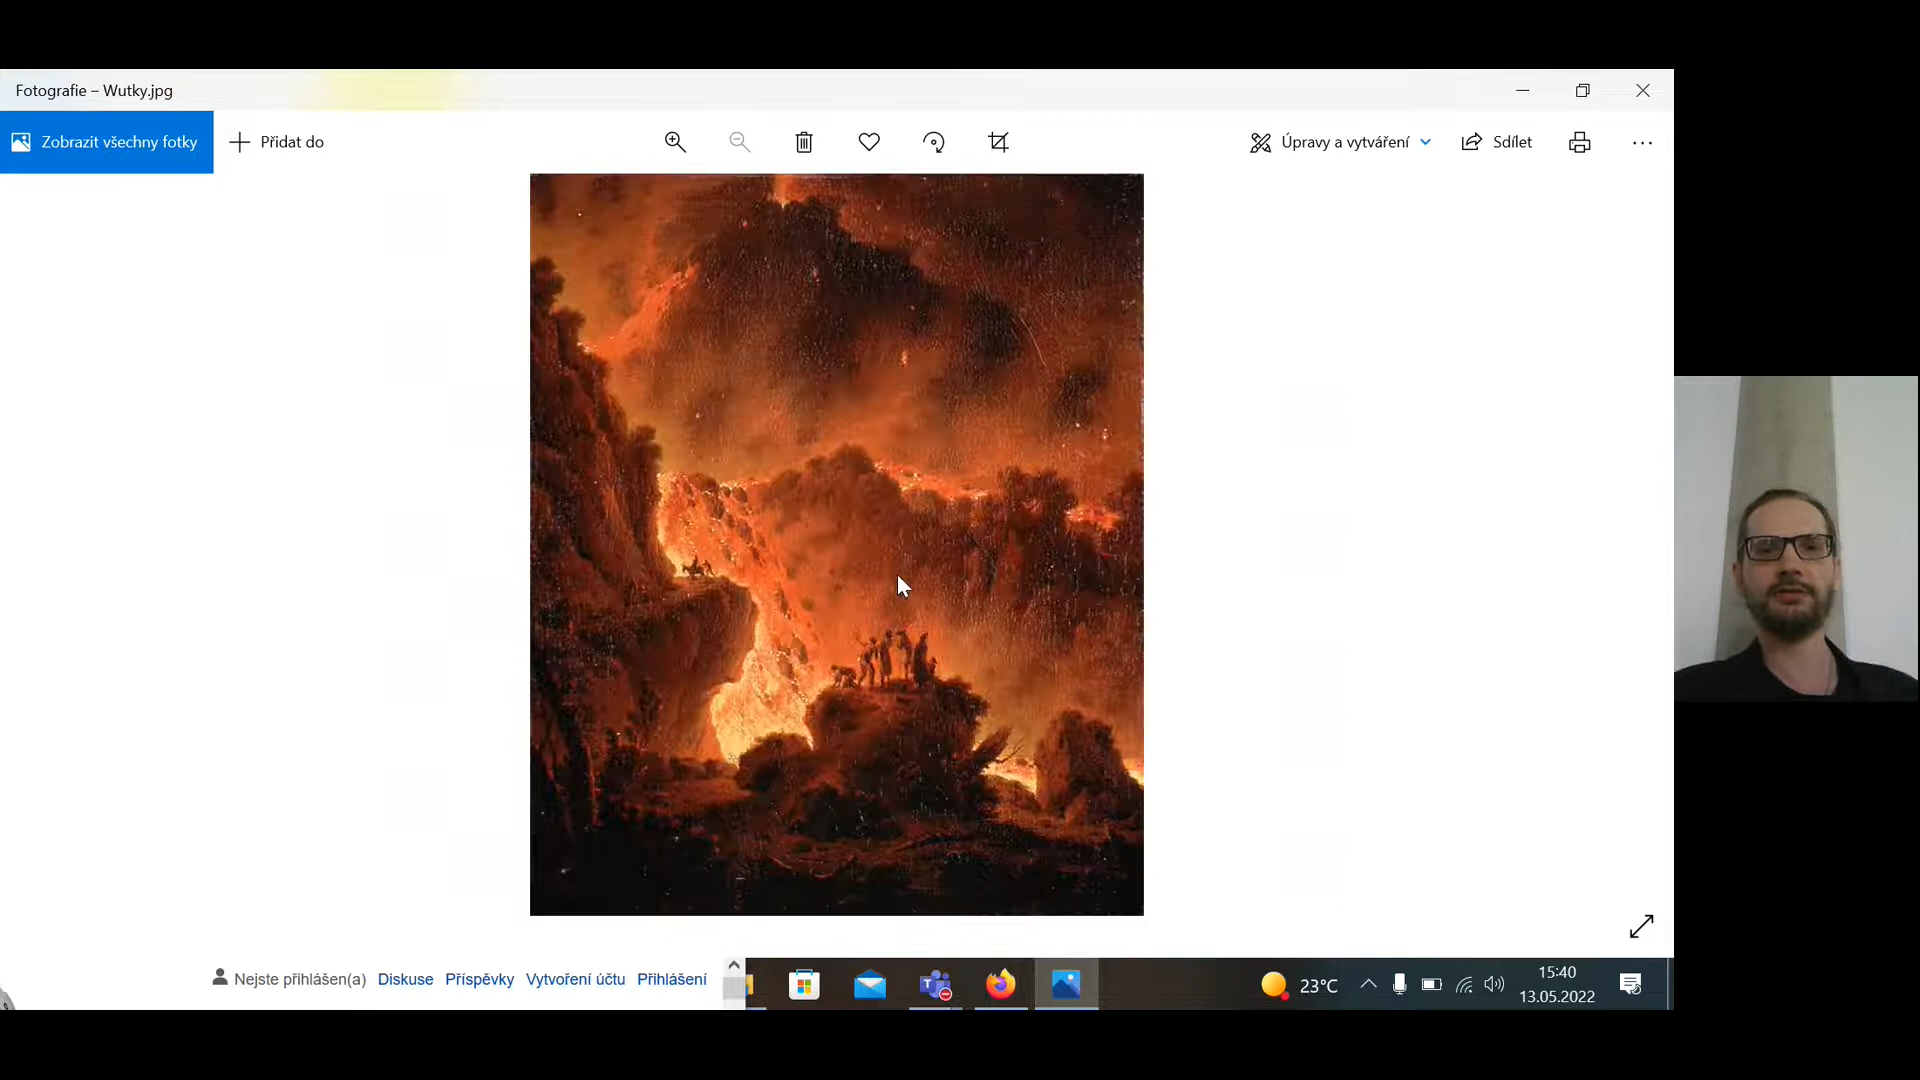 Fotografie – Wutky.jpg
Zobrazit všechny fotky
Přidat do
Úpravy a vytváření
Sdílet
Nejste přihlášen(a) Diskuse Příspěvky Vytvoření účtu Přihlášení
23°C
15:40
13.05.2022